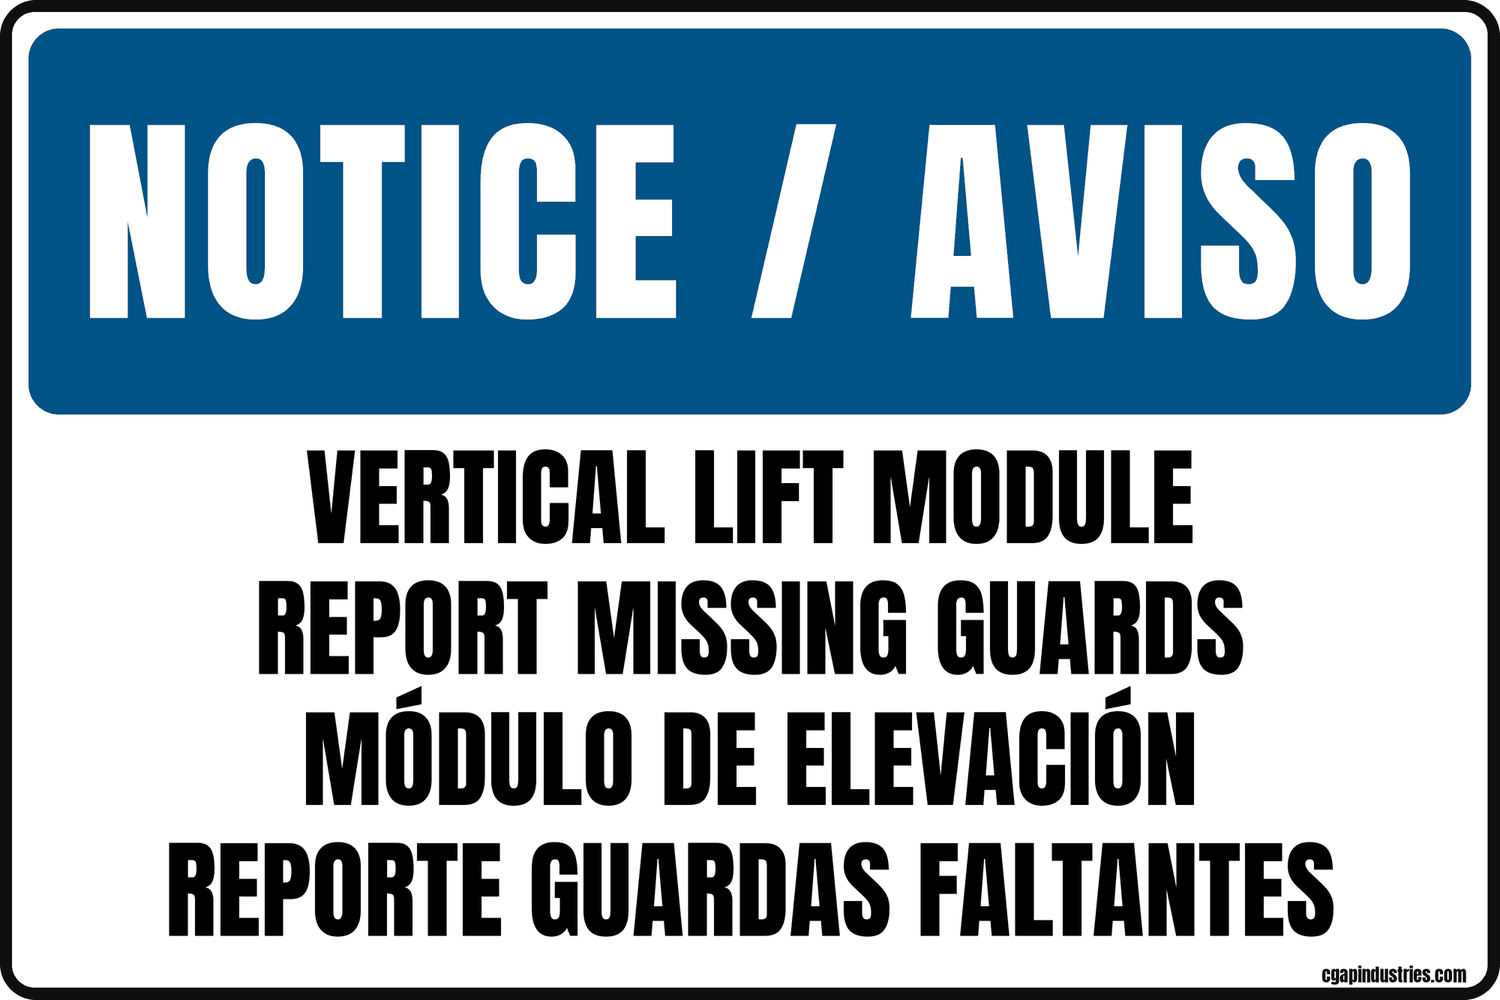 NOTICE / AVISO
VERTICAL LIFT MODULE
REPORT MISSING GUARDS
MÓDULO DE ELEVACIÓN
REPORTE GUARDAS FALTANTES
cgapindustries.com